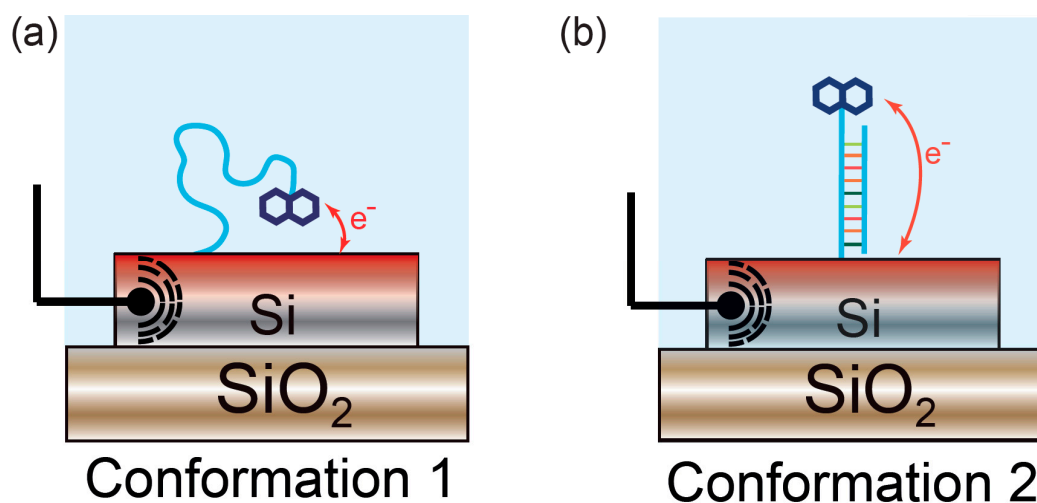 (a)
e⁻
Si
SiO₂
Conformation 1
(b)
e⁻
Si
SiO₂
Conformation 2